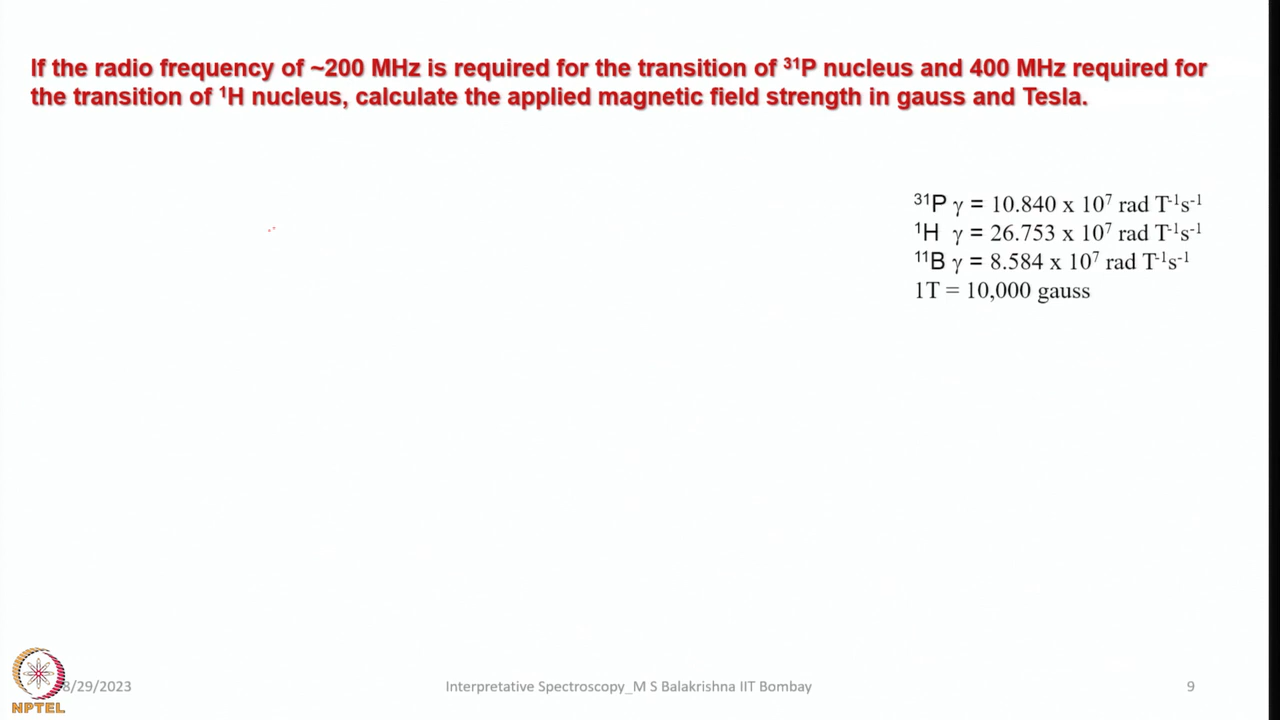 If the radio frequency of ~200 MHz is required for the transition of ³¹P nucleus and 400 MHz required for
the transition of ¹H nucleus, calculate the applied magnetic field strength in gauss and Tesla.
³¹P γ = 10.840 x 10⁷ rad T⁻¹s⁻¹
¹H γ = 26.753 x 10⁷ rad T⁻¹s⁻¹
¹¹B γ = 8.584 x 10⁷ rad T⁻¹s⁻¹
1T = 10,000 gauss
8/29/2023
Interpretative Spectroscopy_M S Balakrishna IIT Bombay
9
NPTEL